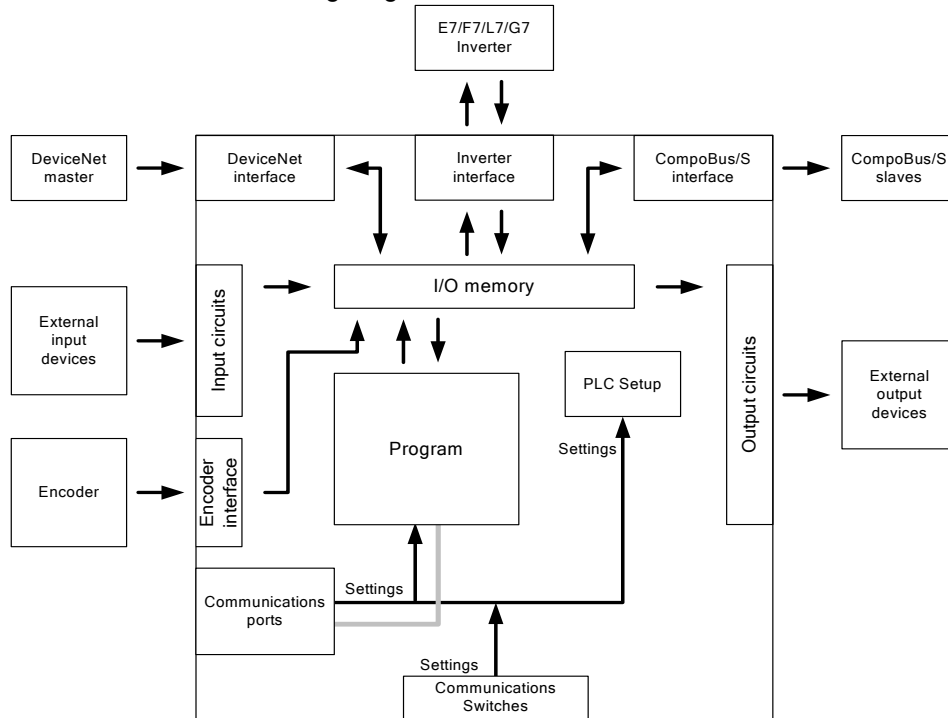 E7/F7/L7/G7
Inverter
DeviceNet
master
DeviceNet
interface
Inverter
interface
CompoBus/S
interface
CompoBus/S
slaves
I/O memory
External
input
devices
Input circuits
PLC Setup
Output circuits
External
output
devices
Program
Settings
Encoder
Encoder
interface
Settings
Communications
ports
Settings
Communications
Switches